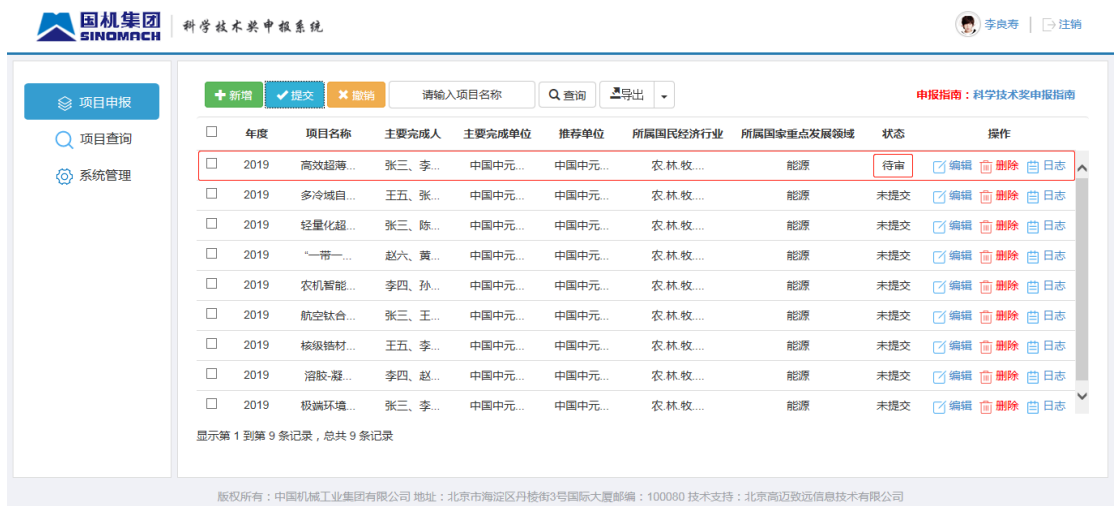 国机集团
SINOMACH
科学技术奖申报系统
李良寿 注销
项目申报
项目查询
系统管理
新增 提交 撤销 请输入项目名称 查询 导出 申报指南：科学技术奖申报指南
年度 项目名称 主要完成人 主要完成单位 推荐单位 所属国民经济行业 所属国家重点发展领域 状态 操作
2019 高效超薄... 张三、李... 中国中元... 中国中元... 农.林.牧.... 能源 待审 编辑 删除 日志
2019 多冷域自... 王五、张... 中国中元... 中国中元... 农.林.牧.... 能源 未提交 编辑 删除 日志
2019 轻量化超... 张三、陈... 中国中元... 中国中元... 农.林.牧.... 能源 未提交 编辑 删除 日志
2019 “一带一... 赵六、黄... 中国中元... 中国中元... 农.林.牧.... 能源 未提交 编辑 删除 日志
2019 农机智能... 李四、孙... 中国中元... 中国中元... 农.林.牧.... 能源 未提交 编辑 删除 日志
2019 航空钛合... 张三、王... 中国中元... 中国中元... 农.林.牧.... 能源 未提交 编辑 删除 日志
2019 核级锆材... 王五、李... 中国中元... 中国中元... 农.林.牧.... 能源 未提交 编辑 删除 日志
2019 溶胶-凝... 李四、赵... 中国中元... 中国中元... 农.林.牧.... 能源 未提交 编辑 删除 日志
2019 极端环境... 张三、李... 中国中元... 中国中元... 农.林.牧.... 能源 未提交 编辑 删除 日志
显示第 1 到第 9 条记录，总共 9 条记录
版权所有：中国机械工业集团有限公司 地址：北京市海淀区丹棱街3号国际大厦邮编：100080 技术支持：北京高迈致远信息技术有限公司